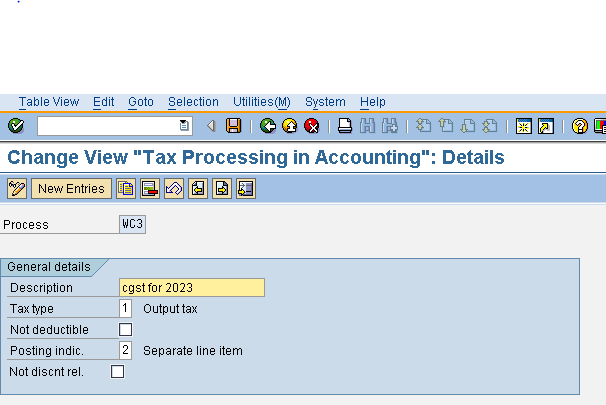 Table View Edit Goto Selection Utilities(M) System Help
Change View "Tax Processing in Accounting": Details
New Entries
Process WC3
General details
Description cgst for 2023
Tax type 1 Output tax
Not deductible
Posting indic. 2 Separate line item
Not discnt rel.